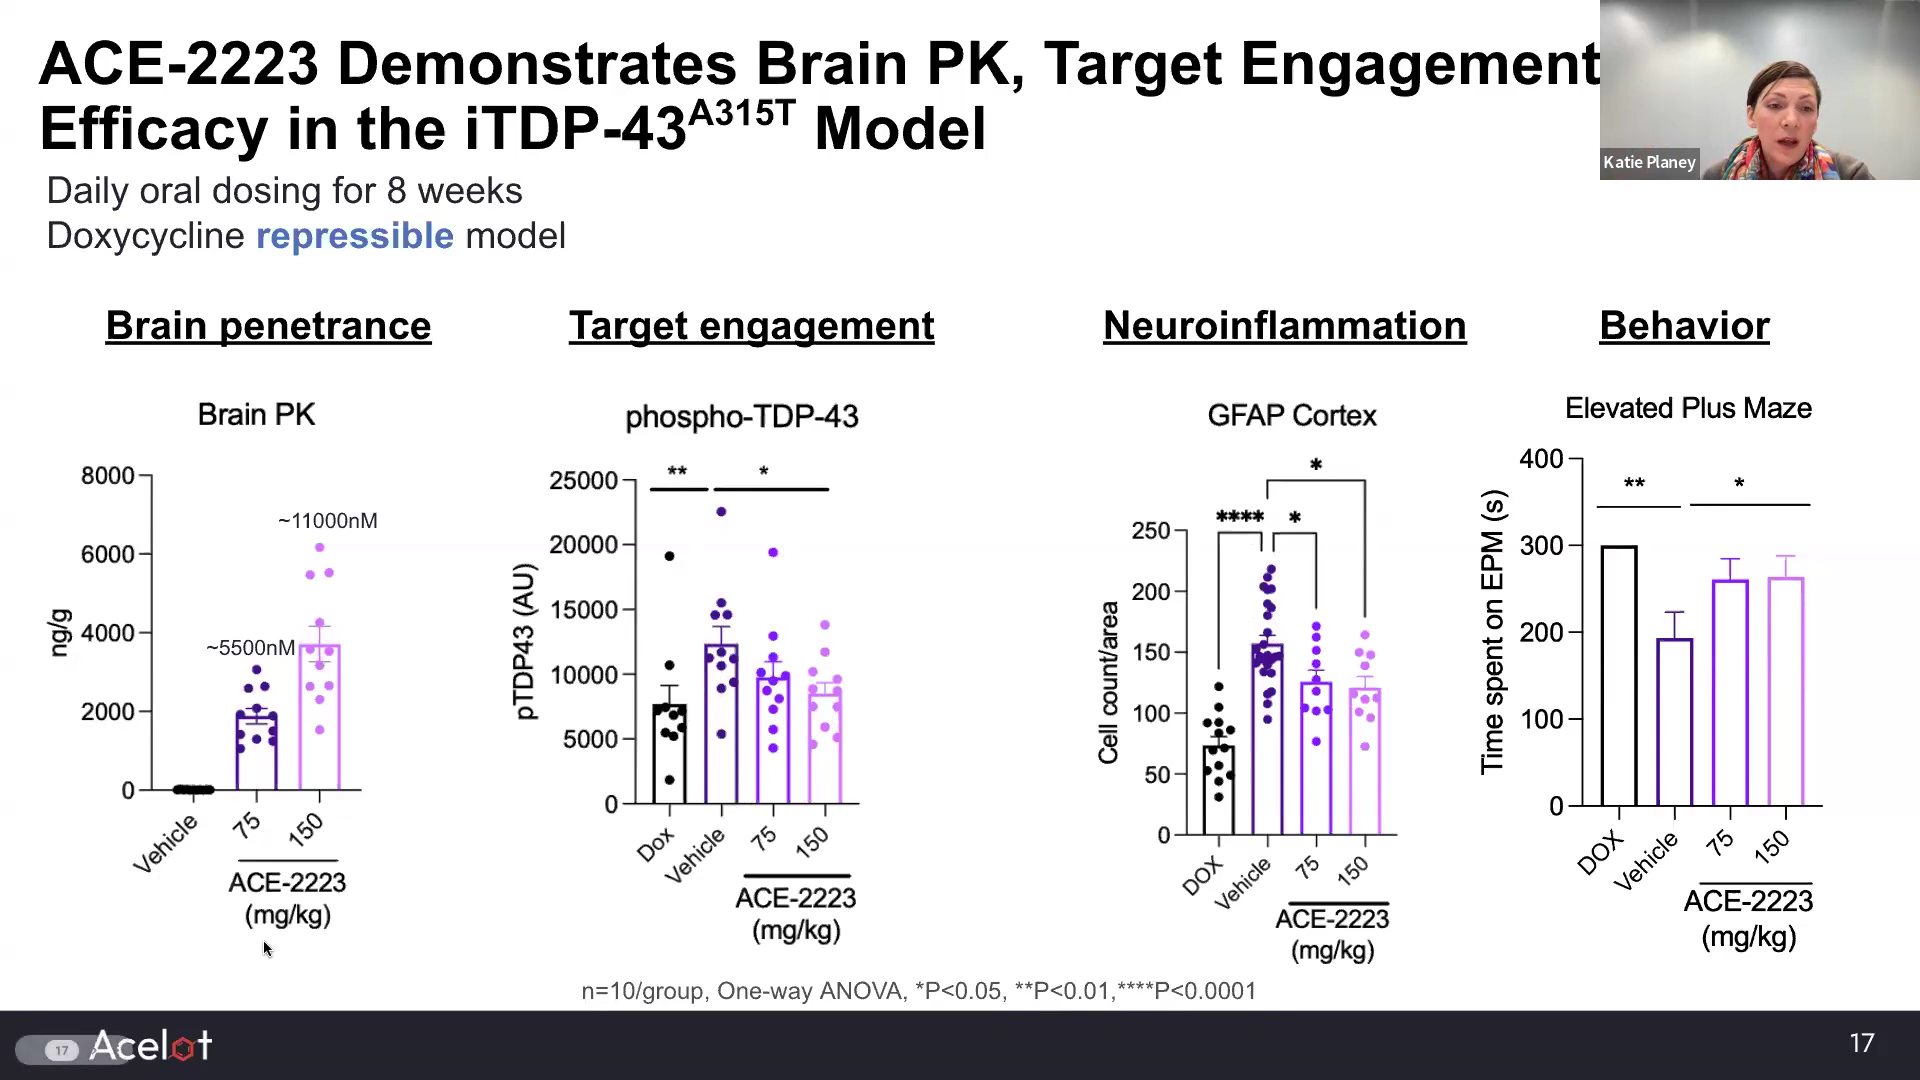 ACE-2223 Demonstrates Brain PK, Target Engagement
Efficacy in the iTDP-43A315T Model
Katie Planey
Daily oral dosing for 8 weeks
Doxycycline repressible model
Brain penetrance
Target engagement
Neuroinflammation
Behavior
Brain PK
8000
6000
4000
2000
0
ng/g
~11000nM
~5500nM
Vehicle
75
150
ACE-2223
(mg/kg)
phospho-TDP-43
25000
20000
15000
10000
5000
0
pTDP43 (AU)
**
*
Dox
Vehicle
75
150
ACE-2223
(mg/kg)
GFAP Cortex
250
200
150
100
50
0
Cell count/area
*
****
*
DOX
Vehicle
75
150
ACE-2223
(mg/kg)
Elevated Plus Maze
400
300
200
100
0
Time spent on EPM (s)
**
*
DOX
Vehicle
75
150
ACE-2223
(mg/kg)
n=10/group, One-way ANOVA, *P<0.05, **P<0.01,****P<0.0001
17
Acelot
17